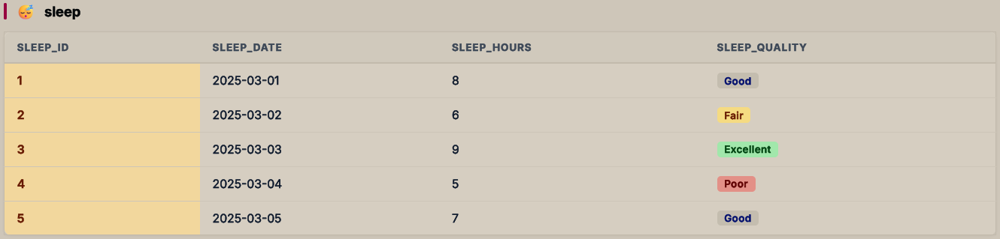 😴 sleep
SLEEP_ID SLEEP_DATE SLEEP_HOURS SLEEP_QUALITY
1 2025-03-01 8 Good
2 2025-03-02 6 Fair
3 2025-03-03 9 Excellent
4 2025-03-04 5 Poor
5 2025-03-05 7 Good